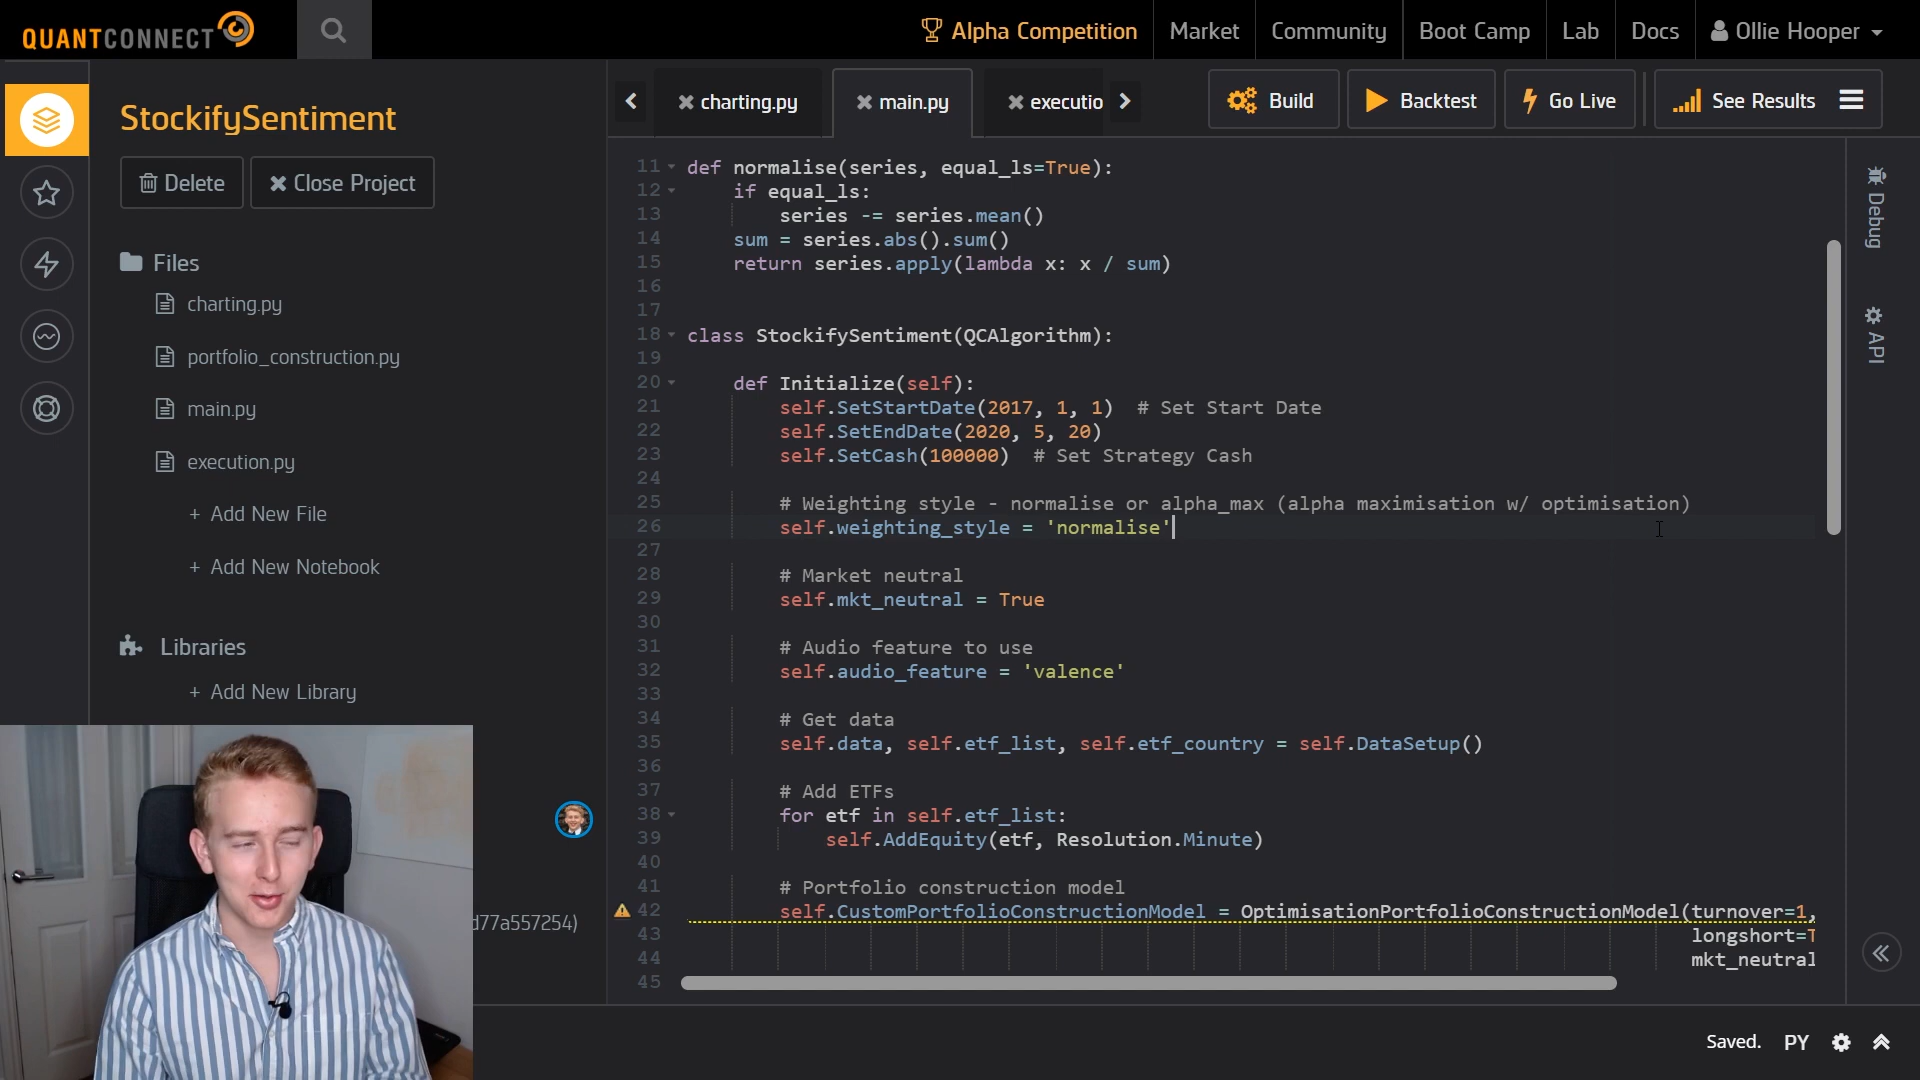 QUANTCONNECT
Alpha Competition
Market
Community
Boot Camp
Lab
Docs
Ollie Hooper
StockifySentiment
Delete
Close Project
Files
charting.py
portfolio_construction.py
main.py
execution.py
+ Add New File
+ Add New Notebook
Libraries
+ Add New Library
d77a557254)
charting.py
main.py
executio
Build
Backtest
Go Live
See Results
11 def normalise(series, equal_ls=True):
12 if equal_ls:
13 series -= series.mean()
14 sum = series.abs().sum()
15 return series.apply(lambda x: x / sum)
16
17
18 class StockifySentiment(QCAlgorithm):
19
20 def Initialize(self):
21 self.SetStartDate(2017, 1, 1) # Set Start Date
22 self.SetEndDate(2020, 5, 20)
23 self.SetCash(100000) # Set Strategy Cash
24
25 # Weighting style - normalise or alpha_max (alpha maximisation w/ optimisation)
26 self.weighting_style = 'normalise'
27
28 # Market neutral
29 self.mkt_neutral = True
30
31 # Audio feature to use
32 self.audio_feature = 'valence'
33
34 # Get data
35 self.data, self.etf_list, self.etf_country = self.DataSetup()
36
37 # Add ETFs
38 for etf in self.etf_list:
39 self.AddEquity(etf, Resolution.Minute)
40
41 # Portfolio construction model
42 self.CustomPortfolioConstructionModel = OptimisationPortfolioConstructionModel(turnover=1,
43 longshort=T
44 mkt_neutral
45
Debug
API
Saved.
PY